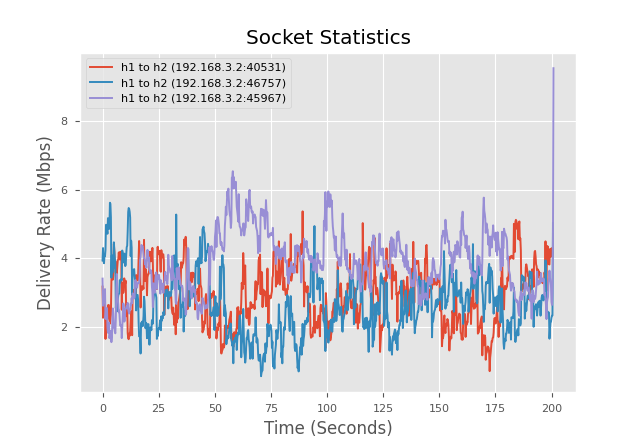 Socket Statistics
h1 to h2 (192.168.3.2:40531)
h1 to h2 (192.168.3.2:46757)
h1 to h2 (192.168.3.2:45967)
8
6
4
2
Delivery Rate (Mbps)
0 25 50 75 100 125 150 175 200
Time (Seconds)